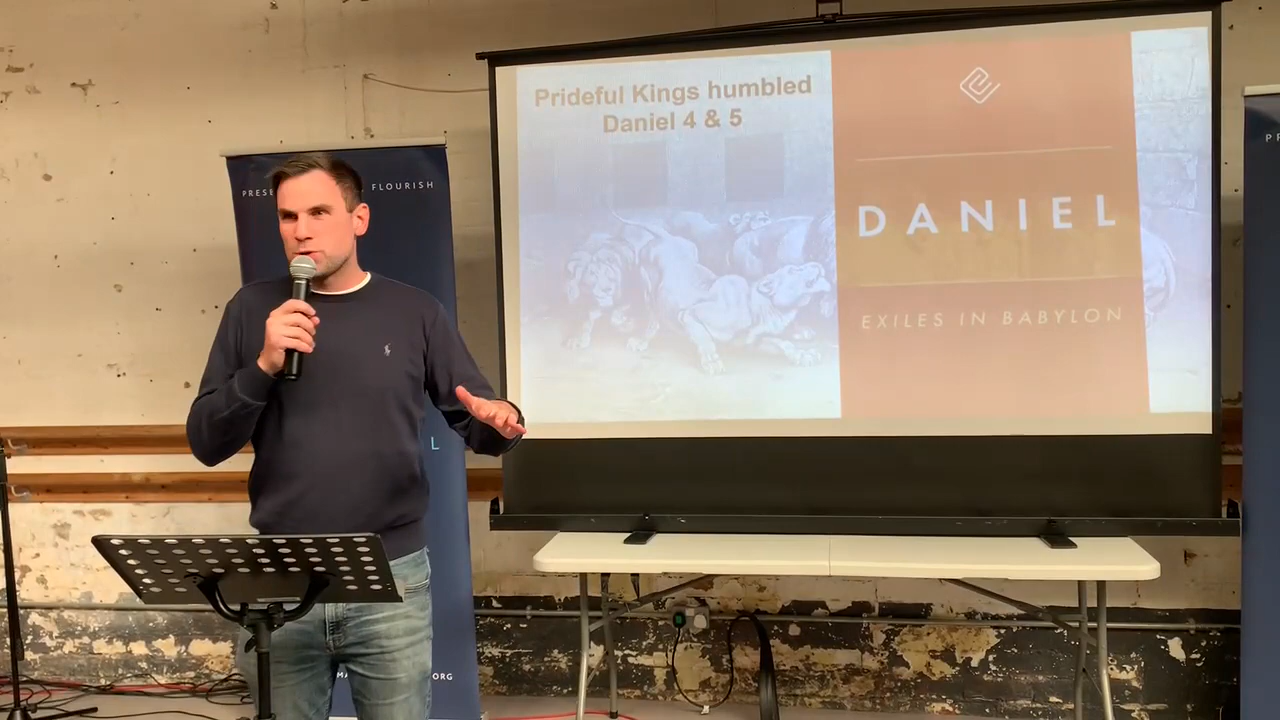 Prideful Kings humbled
Daniel 4 & 5
DANIEL
EXILES IN BABYLON
FLOURISH
L
ORG